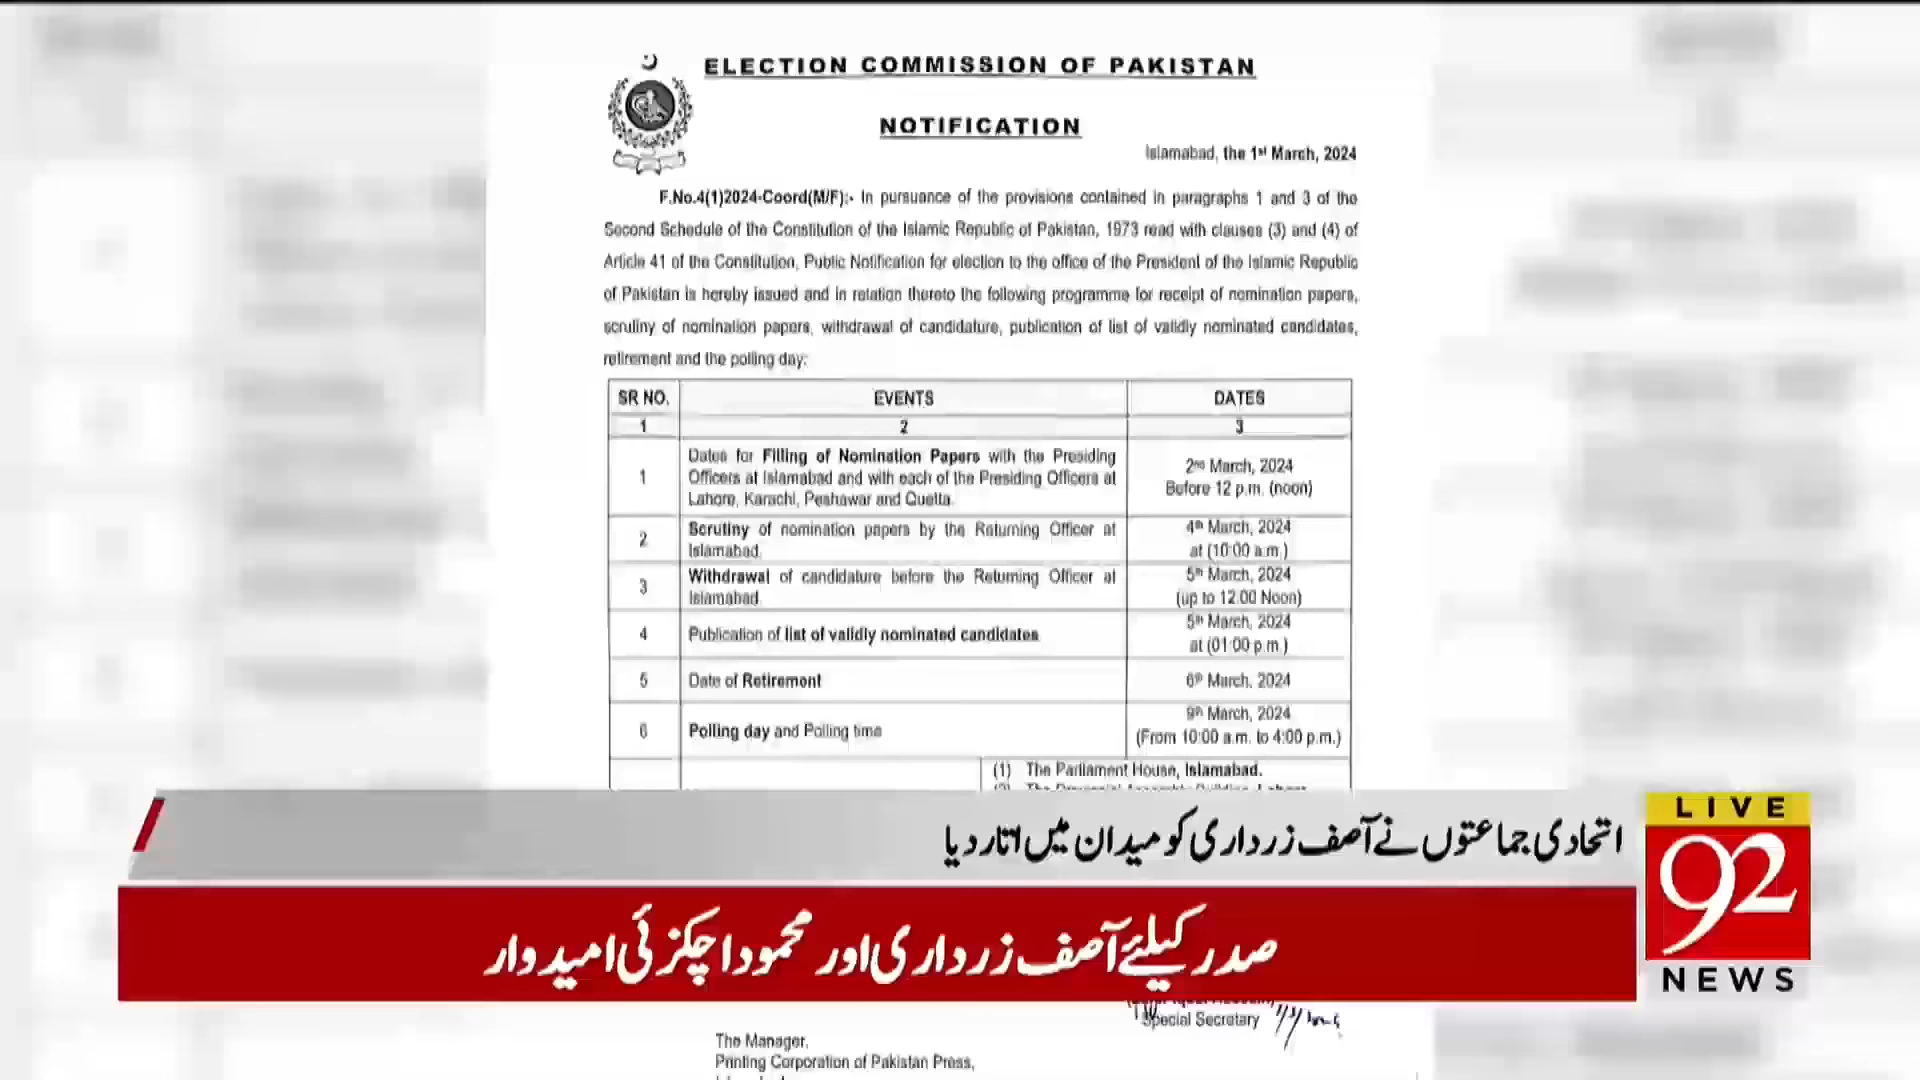 ELECTION COMMISSION OF PAKISTAN
NOTIFICATION
Islamabad, the 1st March, 2024
F.No.4(1)2024-Coord(M/F):- In pursuance of the provisions contained in paragraphs 1 and 3 of the
Second Schedule of the Constitution of the Islamic Republic of Pakistan, 1973 read with clauses (3) and (4) of
Article 41 of the Constitution, Public Notification for election to the office of the President of the Islamic Republic
of Pakistan is hereby issued and in relation thereto the following programme for receipt of nomination papers,
scrutiny of nomination papers, withdrawal of candidature, publication of list of validly nominated candidates,
retirement and the polling day:
SR NO. EVENTS DATES
1 2 3
1 Dates for Filling of Nomination Papers with the Presiding
Officers at Islamabad and with each of the Presiding Officers at
Lahore, Karachi, Peshawar and Quetta.
2nd March, 2024
Before 12 p.m. (noon)
2 Scrutiny of nomination papers by the Returning Officer at
Islamabad
4th March, 2024
at (10:00 a.m.)
3 Withdrawal of candidature before the Returning Officer at
Islamabad
5th March, 2024
(up to 12.00 Noon)
4 Publication of list of validly nominated candidates
5th March, 2024
at (01:00 p.m.)
5 Date of Retirement 6th March, 2024
6 Polling day and Polling time
9th March, 2024
(From 10:00 a.m. to 4:00 p.m.)
(1) The Parliament House, Islamabad.
اتحادی جماعتوں نے آصف زرداری کو میدان میں اتار دیا
LIVE
92
NEWS
صدر کیلئے آصف زرداری اور محمود اچکزئی امیدوار
Special Secretary
The Manager,
Printing Corporation of Pakistan Press,